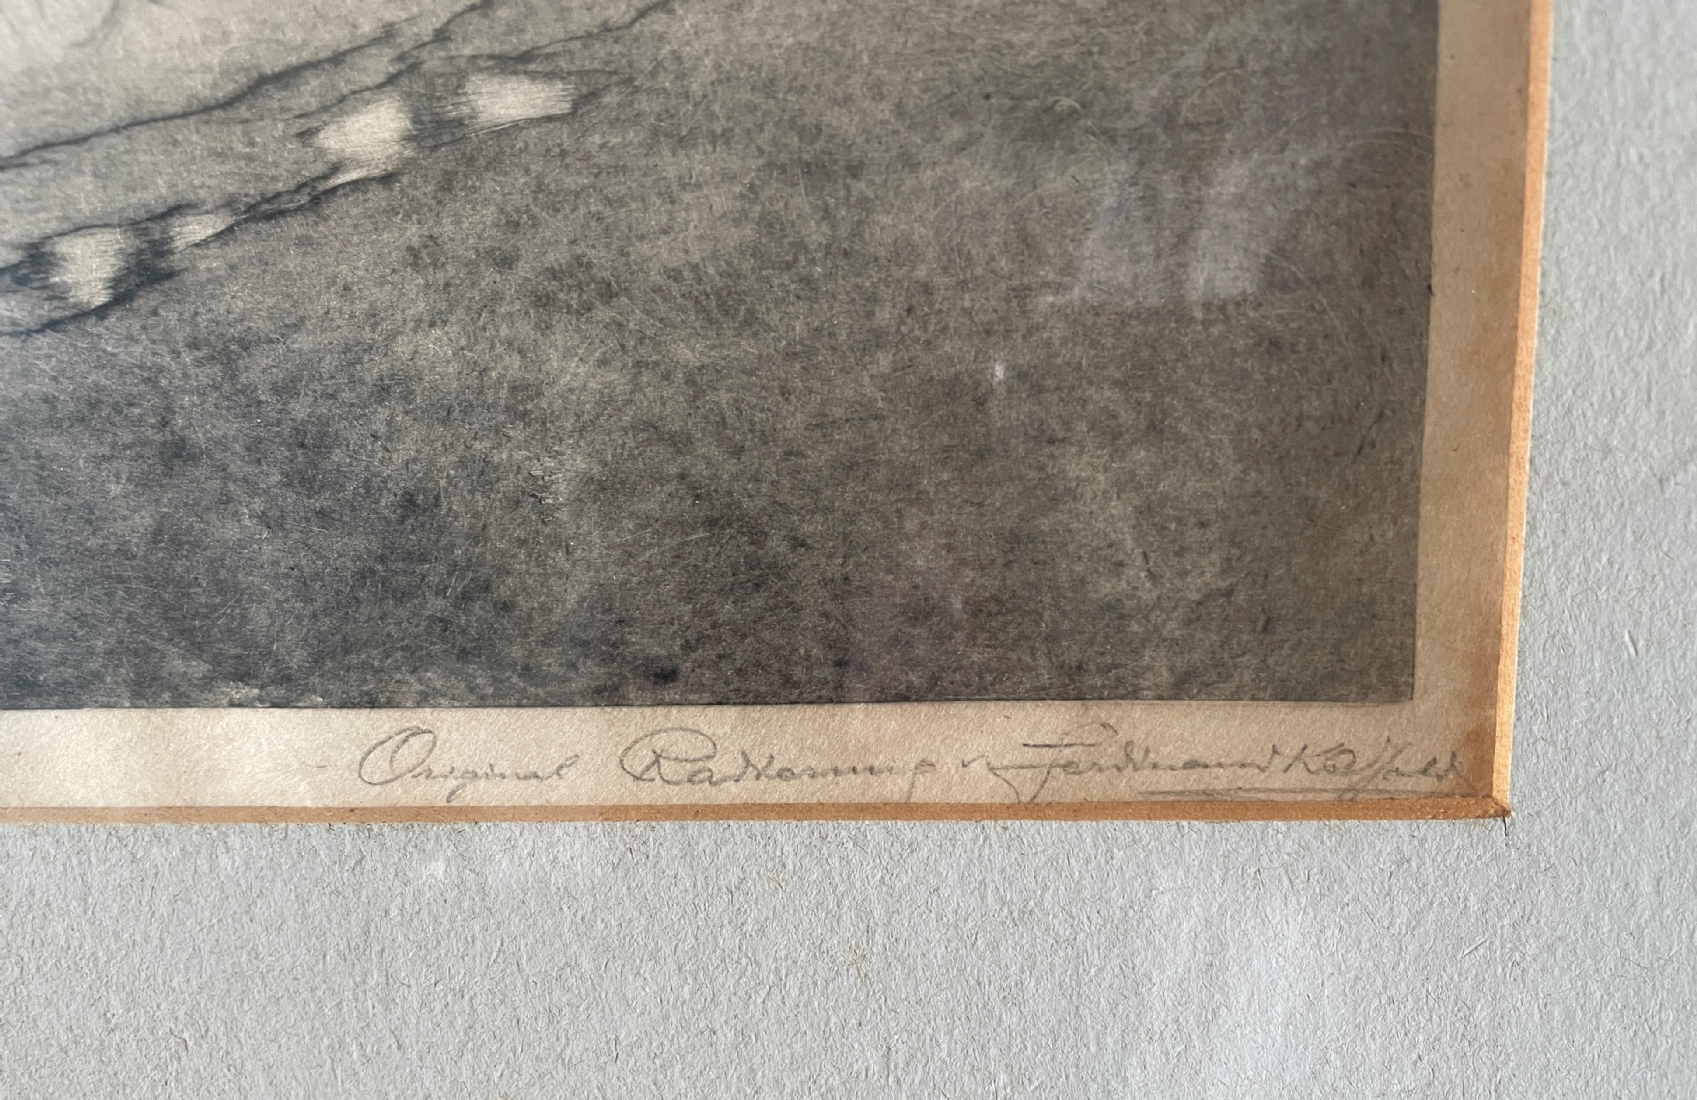 Original Radierung v. Ferdinand